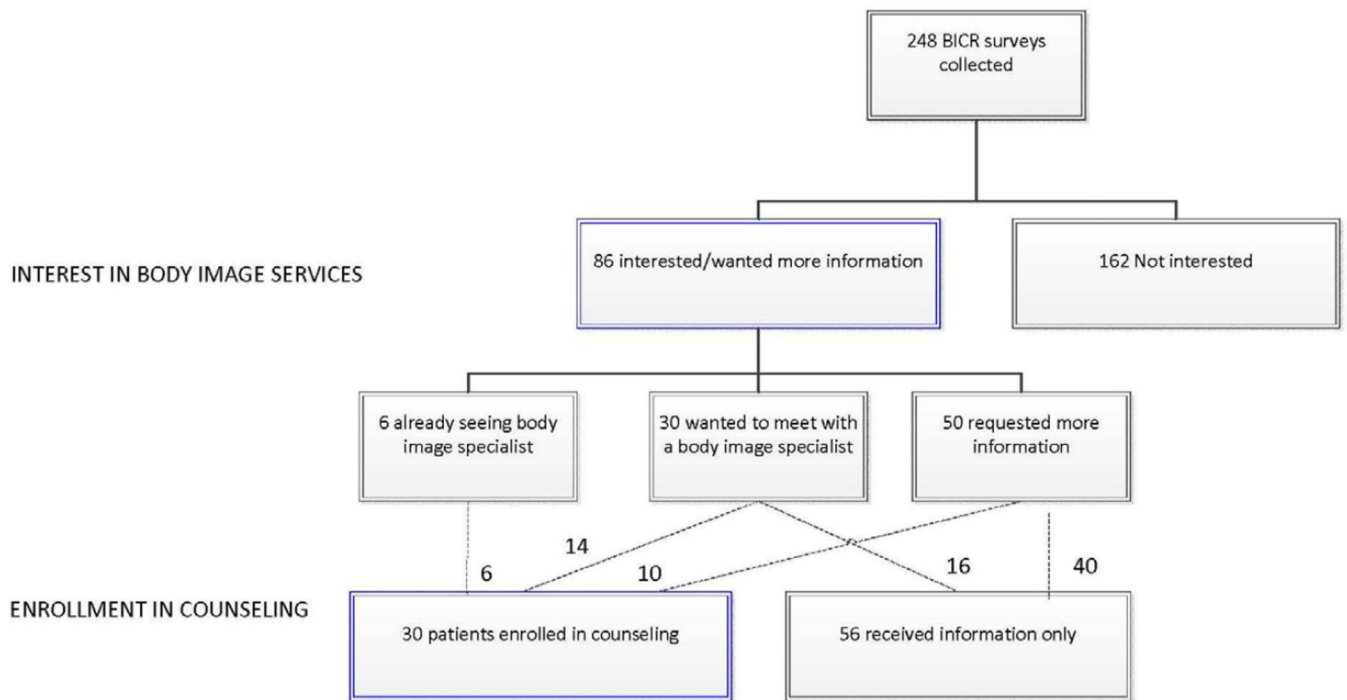 248 BICR surveys
collected
INTEREST IN BODY IMAGE SERVICES
86 interested/wanted more information
162 Not interested
6 already seeing body
image specialist
30 wanted to meet with
a body image specialist
50 requested more
information
14
6
10
16
40
ENROLLMENT IN COUNSELING
30 patients enrolled in counseling
56 received information only